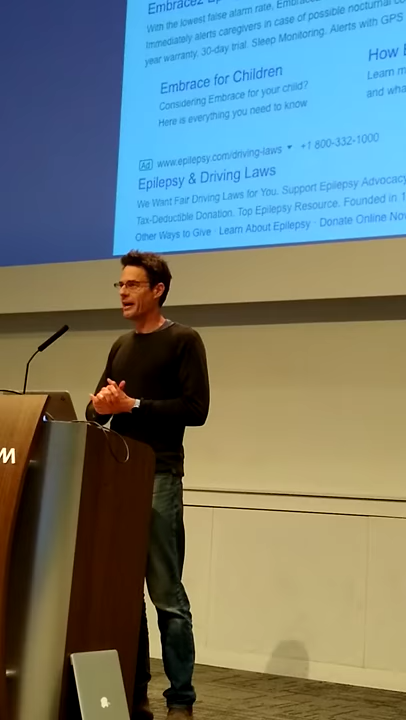 Embrace2
With the lowest false alarm rate, Embrace
Immediately alerts caregivers in case of possible nocturnal
year warranty, 30-day trial. Sleep Monitoring. Alerts with GPS
Embrace for Children
Considering Embrace for your child?
Here is everything you need to know
How
Learn m
and wha
Ad www.epilepsy.com/driving-laws ▾ +1 800-332-1000
Epilepsy & Driving Laws
We Want Fair Driving Laws for You. Support Epilepsy Advocacy
Tax-Deductible Donation. Top Epilepsy Resource. Founded in 1
Other Ways to Give · Learn About Epilepsy · Donate Online No